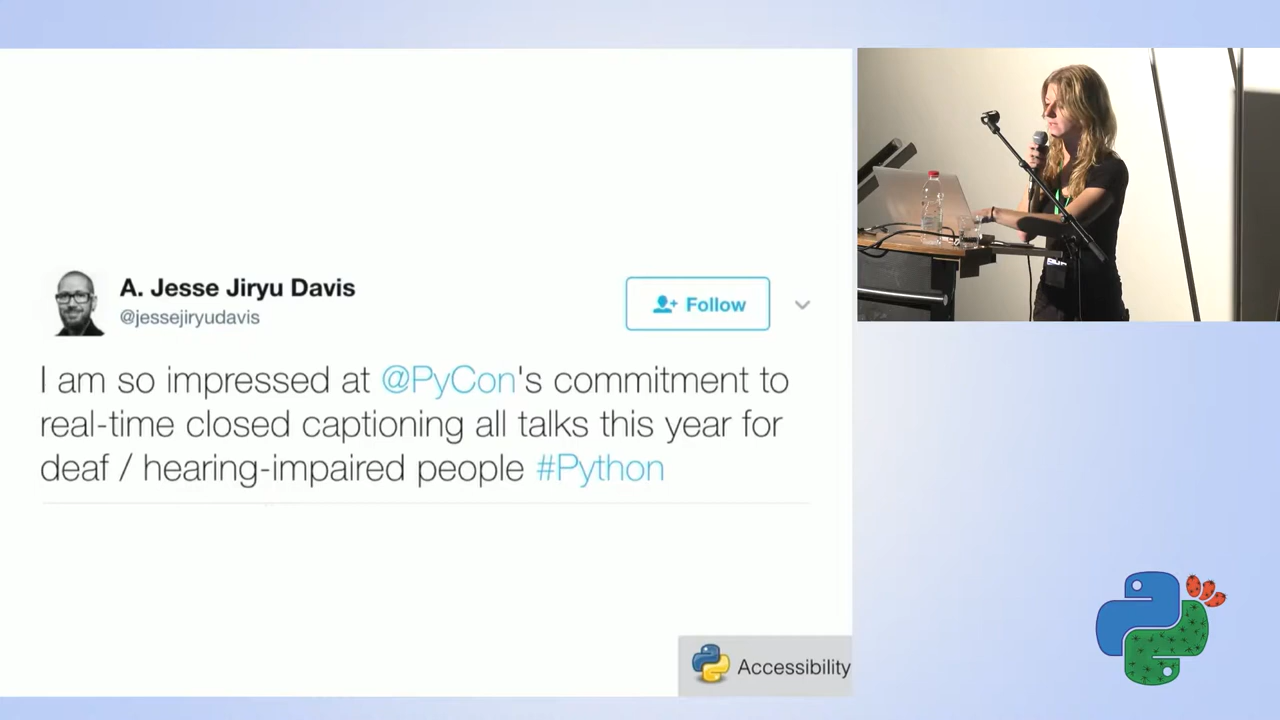 A. Jesse Jiryu Davis
@jessejiryudavis
Follow
I am so impressed at @PyCon's commitment to
real-time closed captioning all talks this year for
deaf / hearing-impaired people #Python
Accessibility